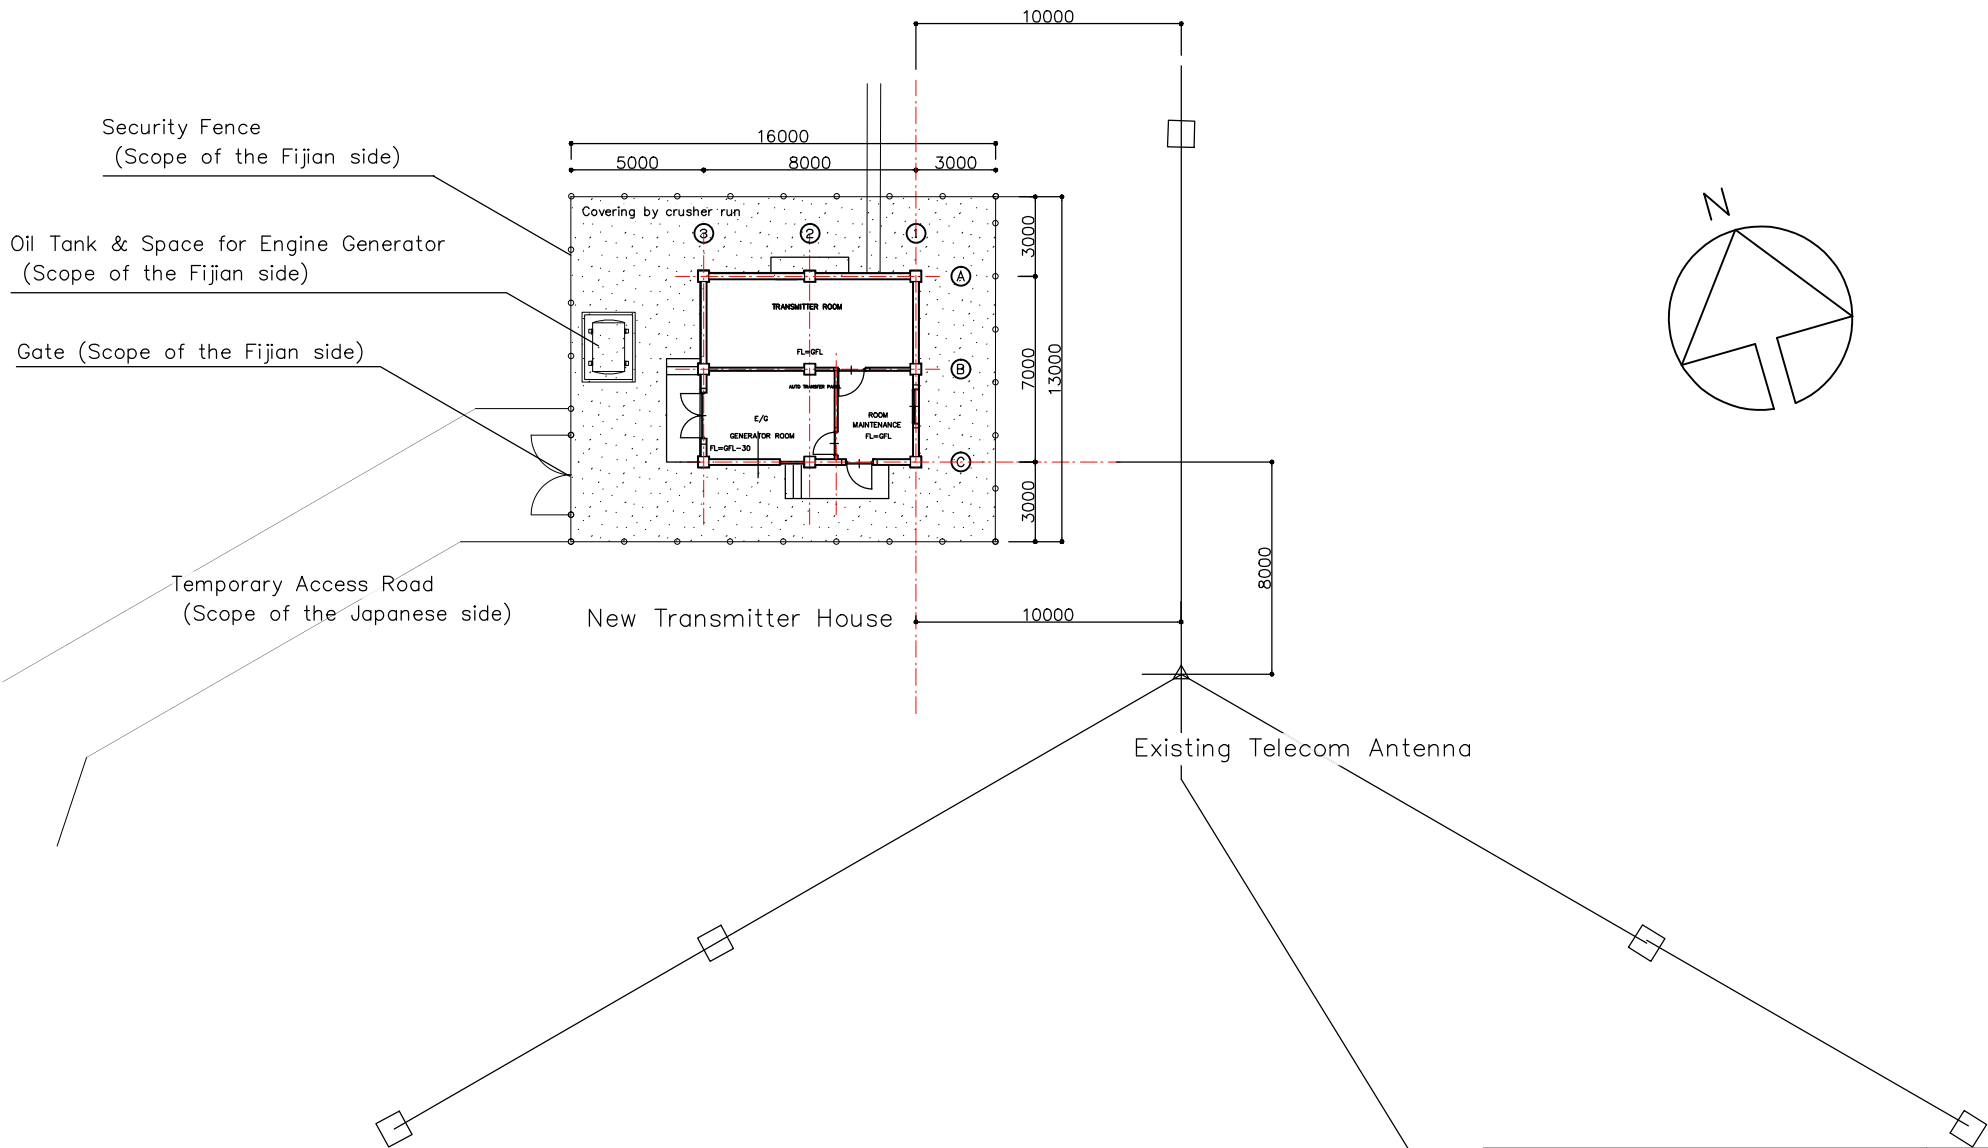 10000
Security Fence
(Scope of the Fijian side)
16000
5000
8000
3000
N
Covering by crusher run
3
2
1
3000
Oil Tank & Space for Engine Generator
(Scope of the Fijian side)
A
TRANSMITTER ROOM
Gate (Scope of the Fijian side)
FL=GFL
B
7000
13000
AUTO TRANSFER PANEL
E/G
GENERATOR ROOM
FL=GFL-30
ROOM
MAINTENANCE
FL=GFL
C
3000
8000
Temporary Access Road
(Scope of the Japanese side)
New Transmitter House
10000
Existing Telecom Antenna